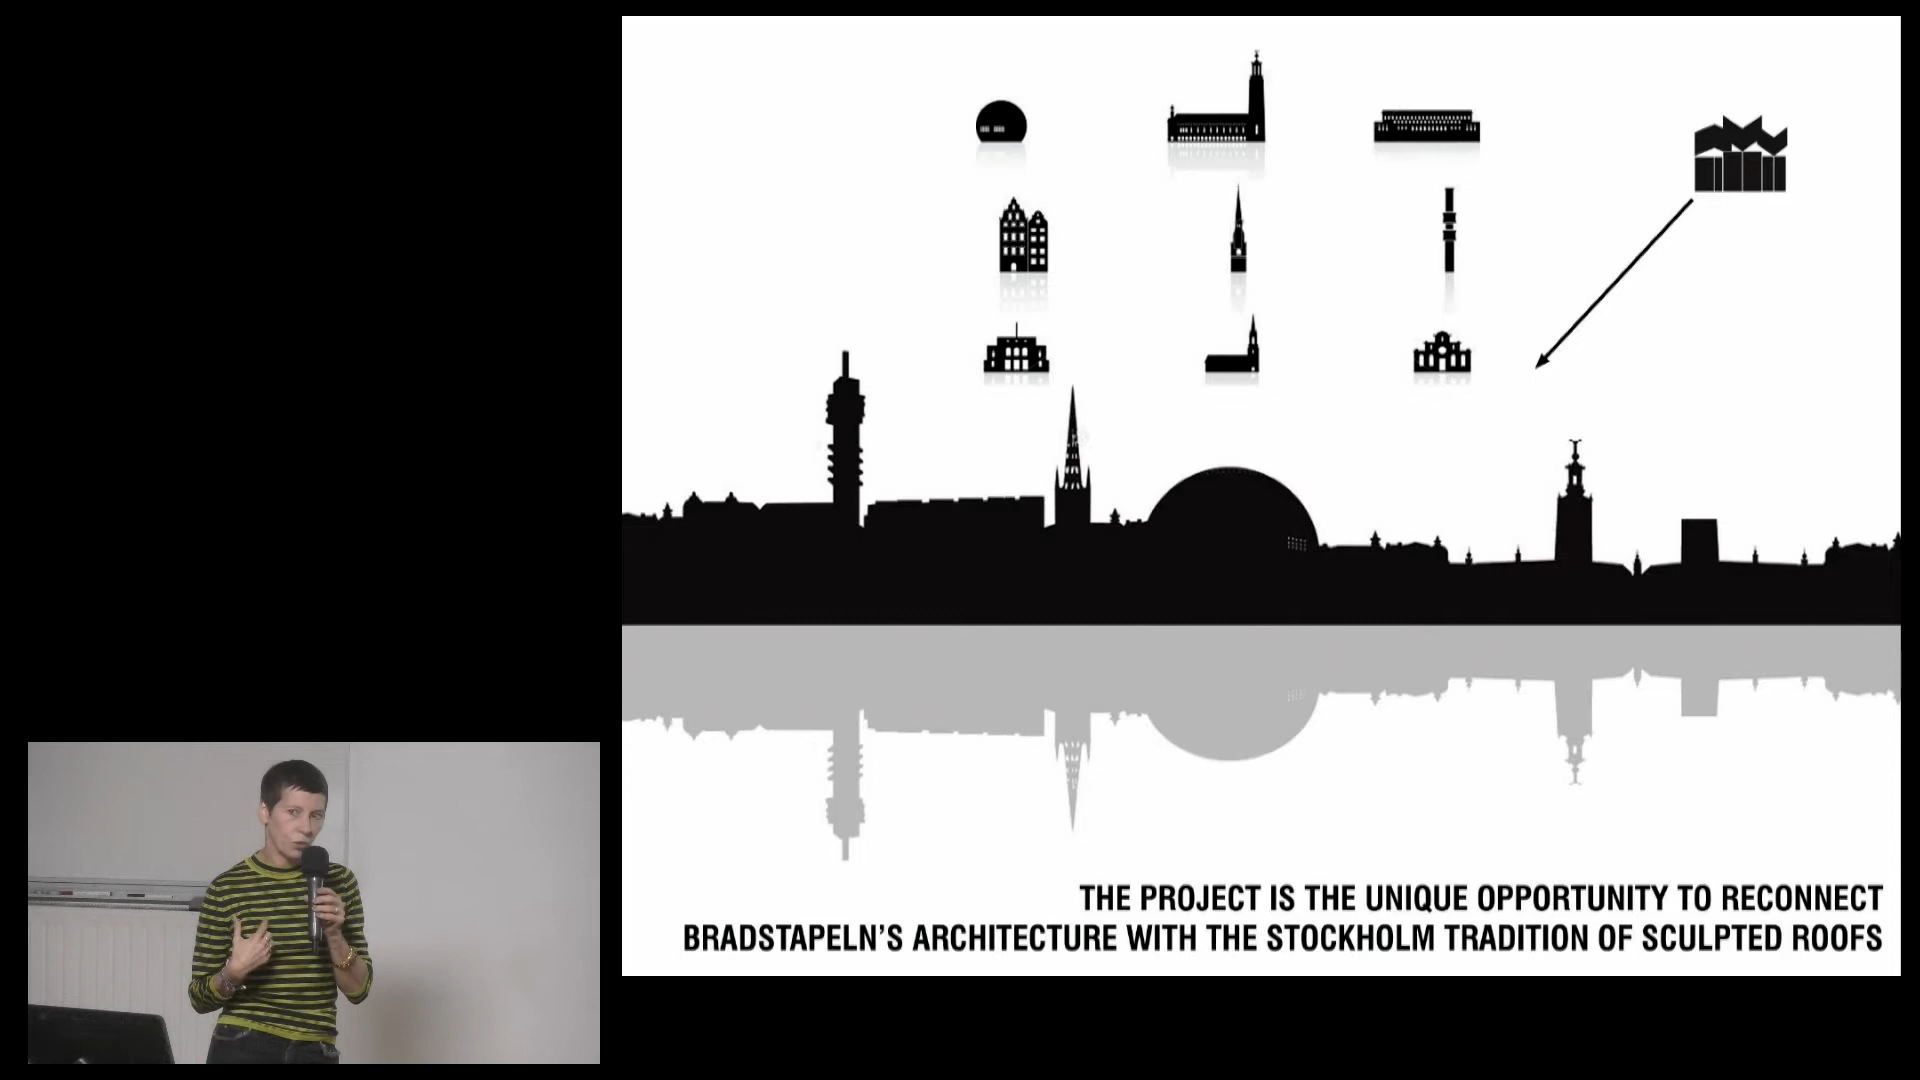 THE PROJECT IS THE UNIQUE OPPORTUNITY TO RECONNECT
BRADSTAPELN'S ARCHITECTURE WITH THE STOCKHOLM TRADITION OF SCULPTED ROOFS